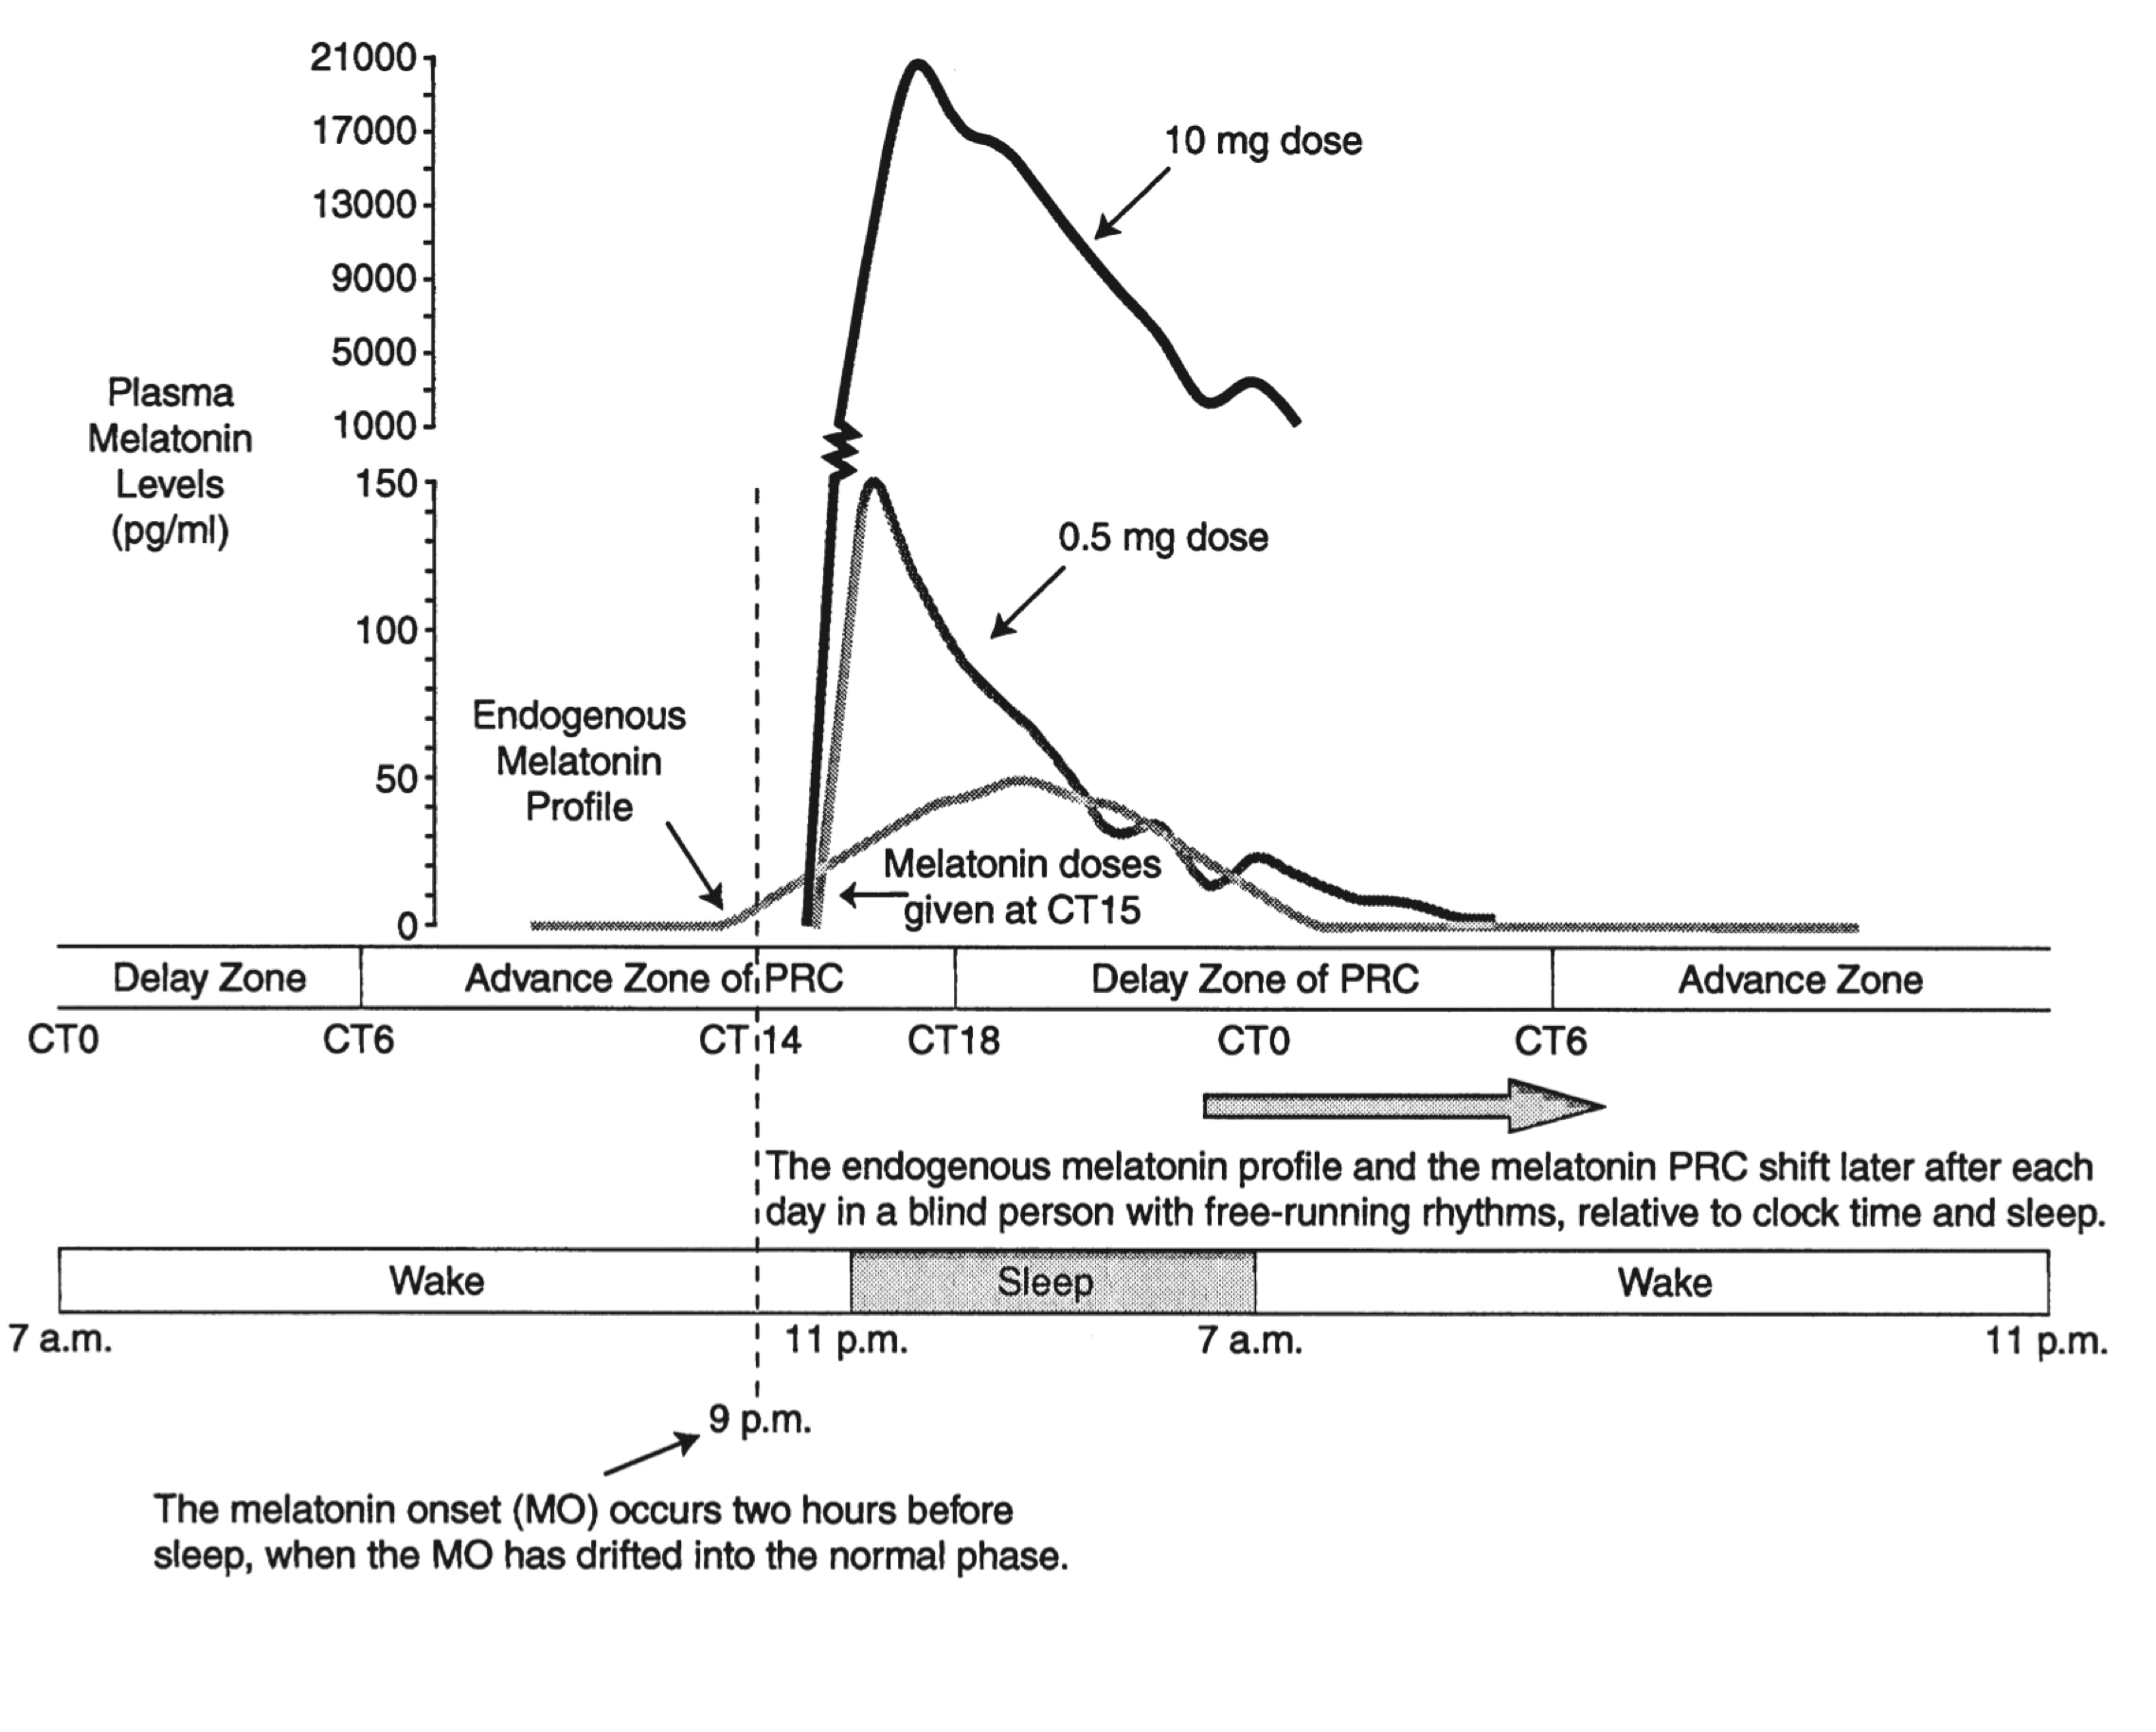 21000
17000
13000
9000
5000
1000
150
100
50
0
Plasma
Melatonin
Levels
(pg/ml)
10 mg dose
0.5 mg dose
Endogenous
Melatonin
Profile
Melatonin doses
given at CT15
Delay Zone
Advance Zone of PRC
Delay Zone of PRC
Advance Zone
CT0
CT6
CT14
CT18
CT0
CT6
The endogenous melatonin profile and the melatonin PRC shift later after each
day in a blind person with free-running rhythms, relative to clock time and sleep.
Wake
Sleep
Wake
7 a.m.
11 p.m.
7 a.m.
11 p.m.
9 p.m.
The melatonin onset (MO) occurs two hours before
sleep, when the MO has drifted into the normal phase.